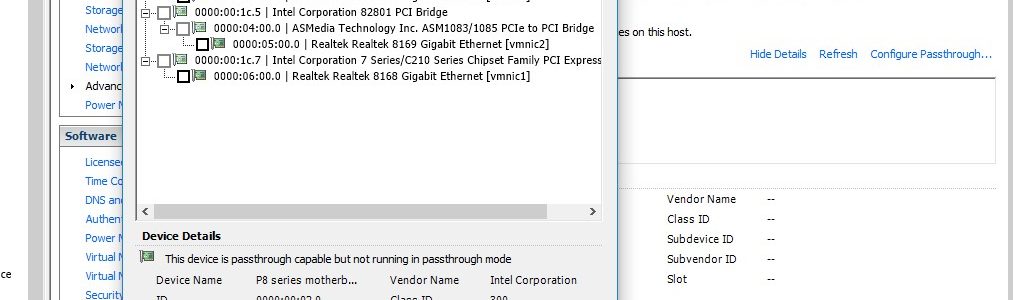 Storage
Network
Storage
Network
Advanc
Power M
Software
License
Time Co
DNS an
Authent
Power M
Virtual M
Virtual M
Security
ce
0000:00:1c.5 | Intel Corporation 82801 PCI Bridge
0000:04:00.0 | ASMedia Technology Inc. ASM1083/1085 PCIe to PCI Bridge
0000:05:00.0 | Realtek Realtek 8169 Gigabit Ethernet [vmnic2]
0000:00:1c.7 | Intel Corporation 7 Series/C210 Series Chipset Family PCI Express
0000:06:00.0 | Realtek Realtek 8168 Gigabit Ethernet [vmnic1]
Device Details
This device is passthrough capable but not running in passthrough mode
Device Name P8 series motherb... Vendor Name Intel Corporation
ID 0000:00:02.0 Class ID 300
es on this host.
Hide Details Refresh Configure Passthrough...
Vendor Name --
Class ID --
Subdevice ID --
Subvendor ID --
Slot --